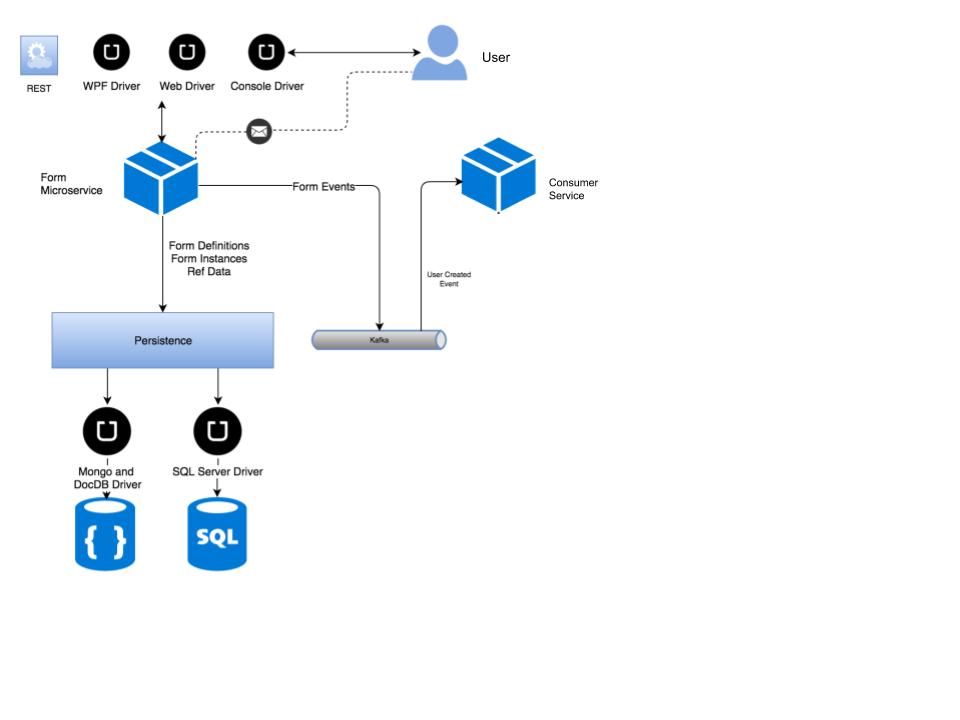 User
REST
WPF Driver
Web Driver
Console Driver
Form
Microservice
Form Events
Consumer
Service
Form Definitions
Form Instances
Ref Data
User Created
Event
Persistence
Kafka
Mongo and
DocDB Driver
SQL Server Driver
{ }
SQL